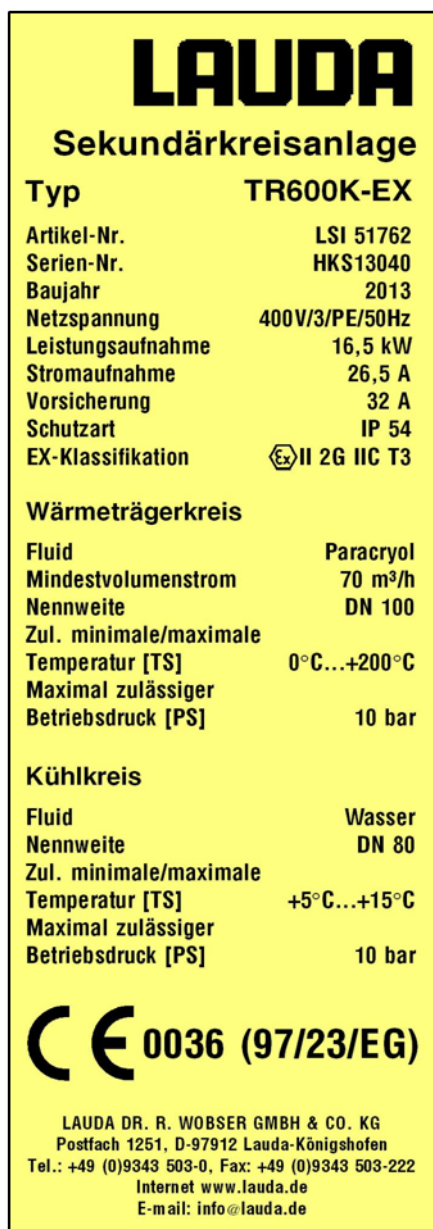 LAUDA
Sekundärkreisanlage
Typ TR600K-EX
Artikel-Nr. LSI 51762
Serien-Nr. HKS13040
Baujahr 2013
Netzspannung 400V/3/PE/50Hz
Leistungsaufnahme 16,5 kW
Stromaufnahme 26,5 A
Vorsicherung 32 A
Schutzart IP 54
EX-Klassifikation Ex II 2G IIC T3
Wärmeträgerkreis
Fluid Paracryol
Mindestvolumenstrom 70 m³/h
Nennweite DN 100
Zul. minimale/maximale
Temperatur [TS] 0°C...+200°C
Maximal zulässiger
Betriebsdruck [PS] 10 bar
Kühlkreis
Fluid Wasser
Nennweite DN 80
Zul. minimale/maximale
Temperatur [TS] +5°C...+15°C
Maximal zulässiger
Betriebsdruck [PS] 10 bar
CE 0036 (97/23/EG)
LAUDA DR. R. WOBSER GMBH & CO. KG
Postfach 1251, D-97912 Lauda-Königshofen
Tel.: +49 (0)9343 503-0, Fax: +49 (0)9343 503-222
Internet www.lauda.de
E-mail: info@lauda.de